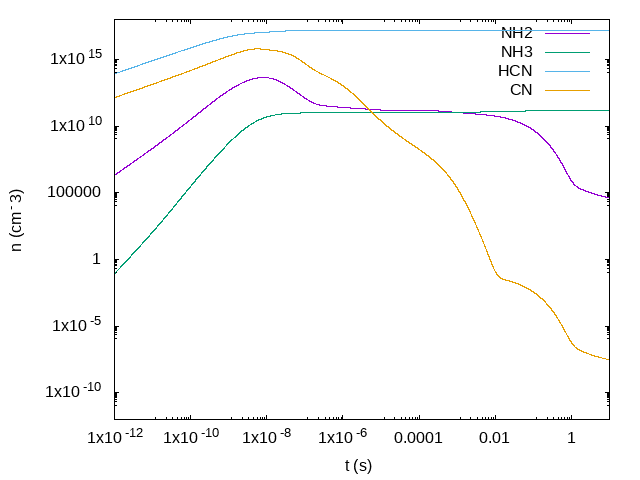 NH2
NH3
HCN
CN
1x10^15
1x10^10
100000
1
1x10^-5
1x10^-10
n (cm^-3)
1x10^-12 1x10^-10 1x10^-8 1x10^-6 0.0001 0.01 1
t (s)